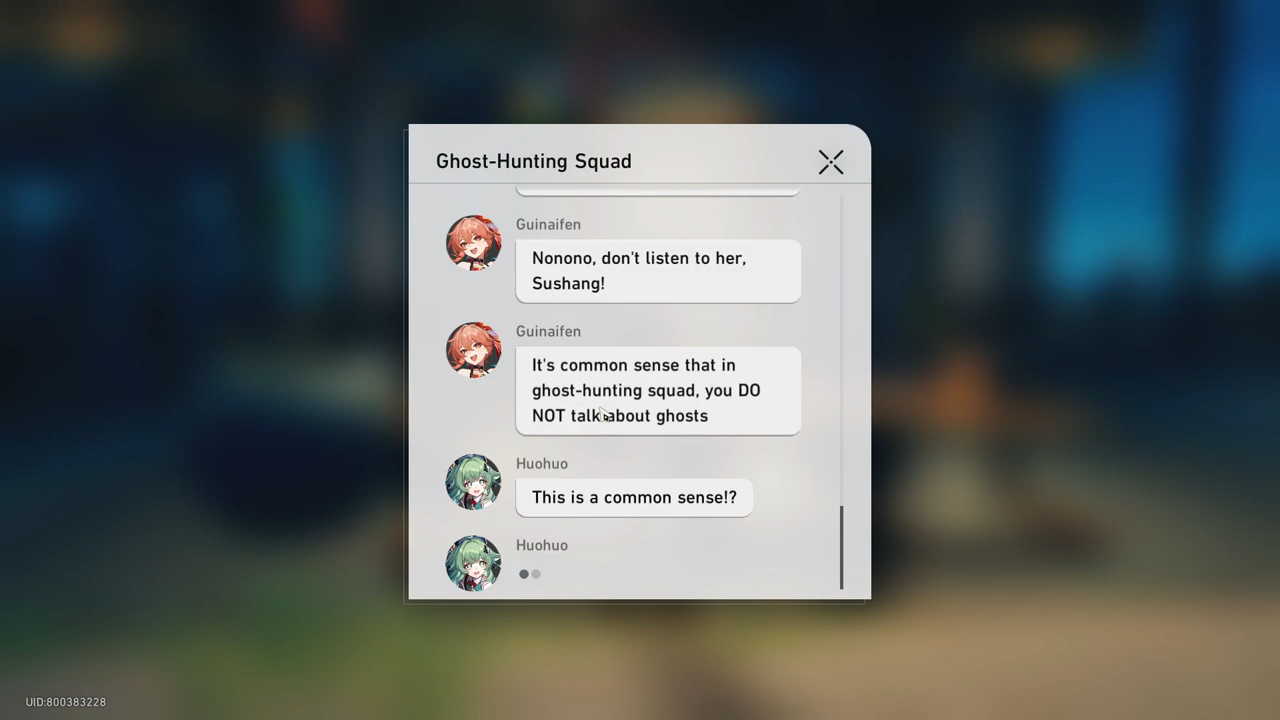 Ghost-Hunting Squad
Guinaifen
Nonono, don't listen to her,
Sushang!
Guinaifen
It's common sense that in
ghost-hunting squad, you DO
NOT talk about ghosts
Huohuo
This is a common sense!?
Huohuo
UID:800383228